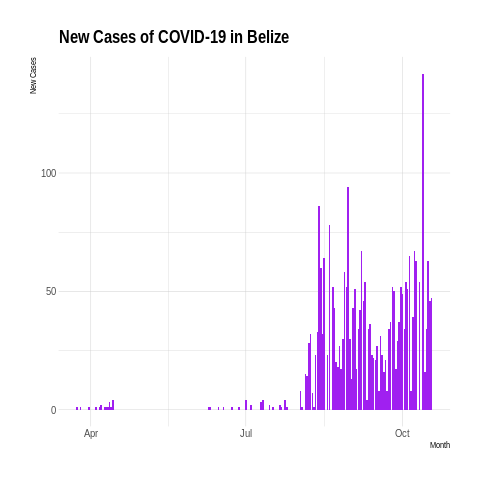 New Cases of COVID-19 in Belize
New Cases
100
50
0
Apr
Jul
Oct
Month